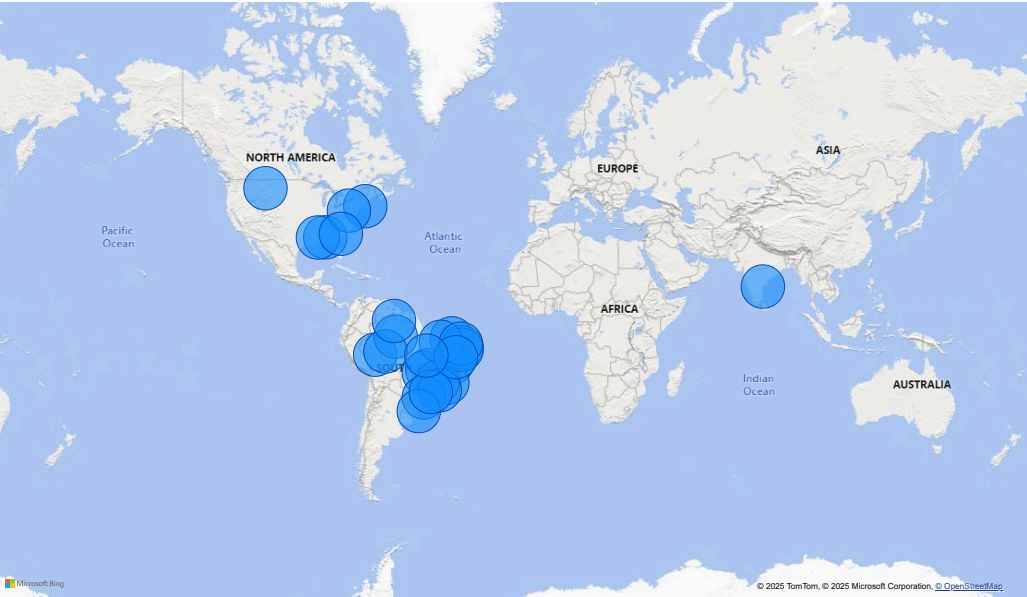 NORTH AMERICA
ASIA
EUROPE
Pacific
Ocean
Atlantic
Ocean
AFRICA
SOUT
Indian
Ocean
AUSTRALIA
Microsoft Bing
© 2025 TomTom, © 2025 Microsoft Corporation, © OpenStreetMap